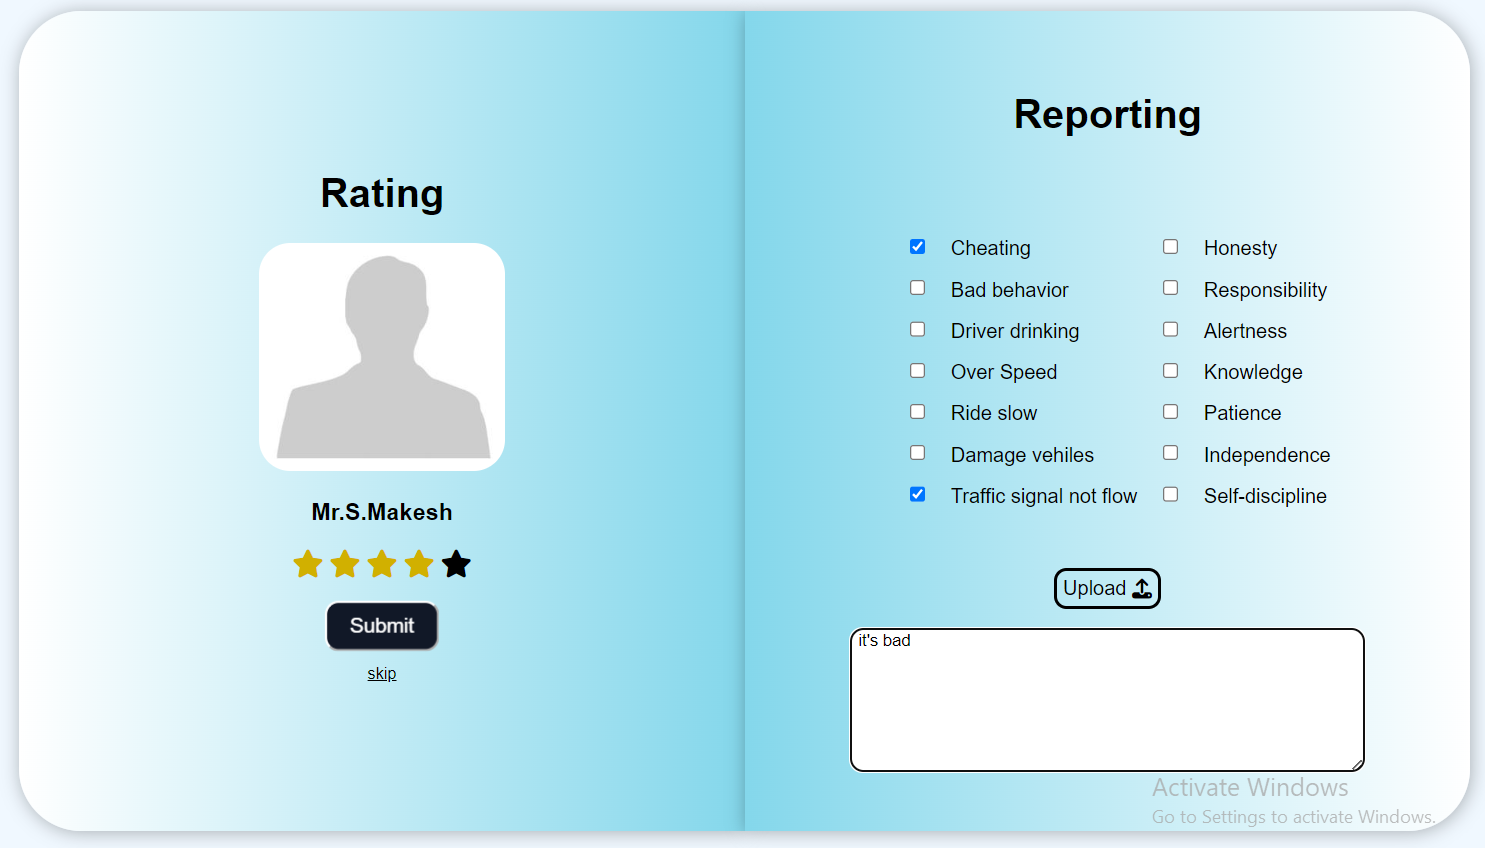 Rating
Mr.S.Makesh
Submit
skip
Reporting
Cheating
Honesty
Bad behavior
Responsibility
Driver drinking
Alertness
Over Speed
Knowledge
Ride slow
Patience
Damage vehiles
Independence
Traffic signal not flow
Self-discipline
Upload
it's bad
Activate Windows
Go to Settings to activate Windows.